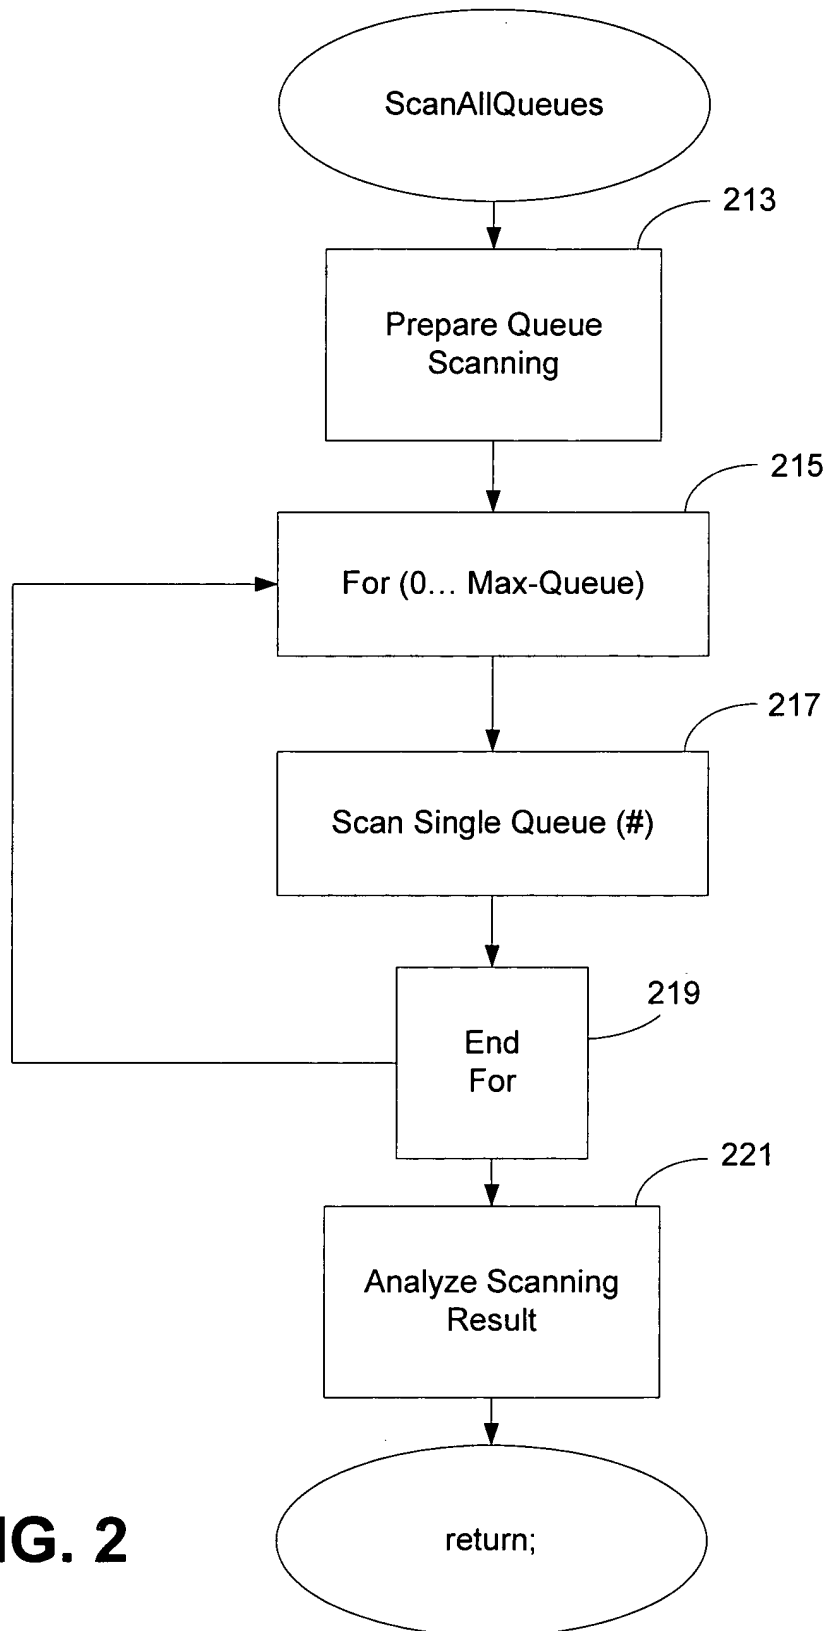 ScanAllQueues
213
Prepare Queue
Scanning
215
For (0... Max-Queue)
217
Scan Single Queue (#)
219
End
For
221
Analyze Scanning
Result
return;
IG. 2